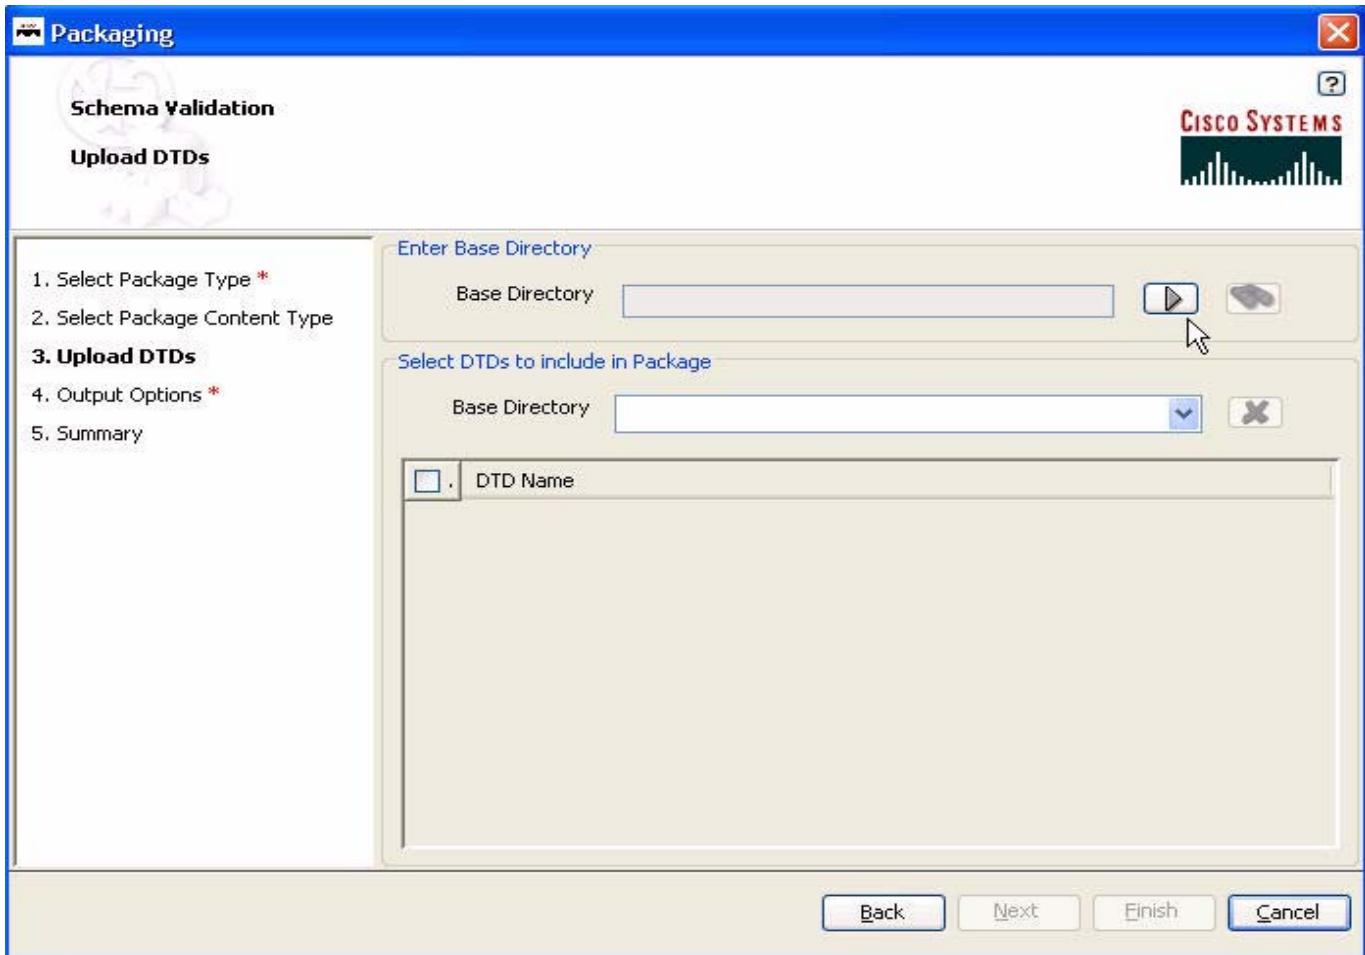 Packaging
Schema Validation
Upload DTDs
?
CISCO SYSTEMS
1. Select Package Type *
2. Select Package Content Type
3. Upload DTDs
4. Output Options *
5. Summary
Enter Base Directory
Base Directory
Select DTDs to include in Package
Base Directory
. DTD Name
Back Next Finish Cancel